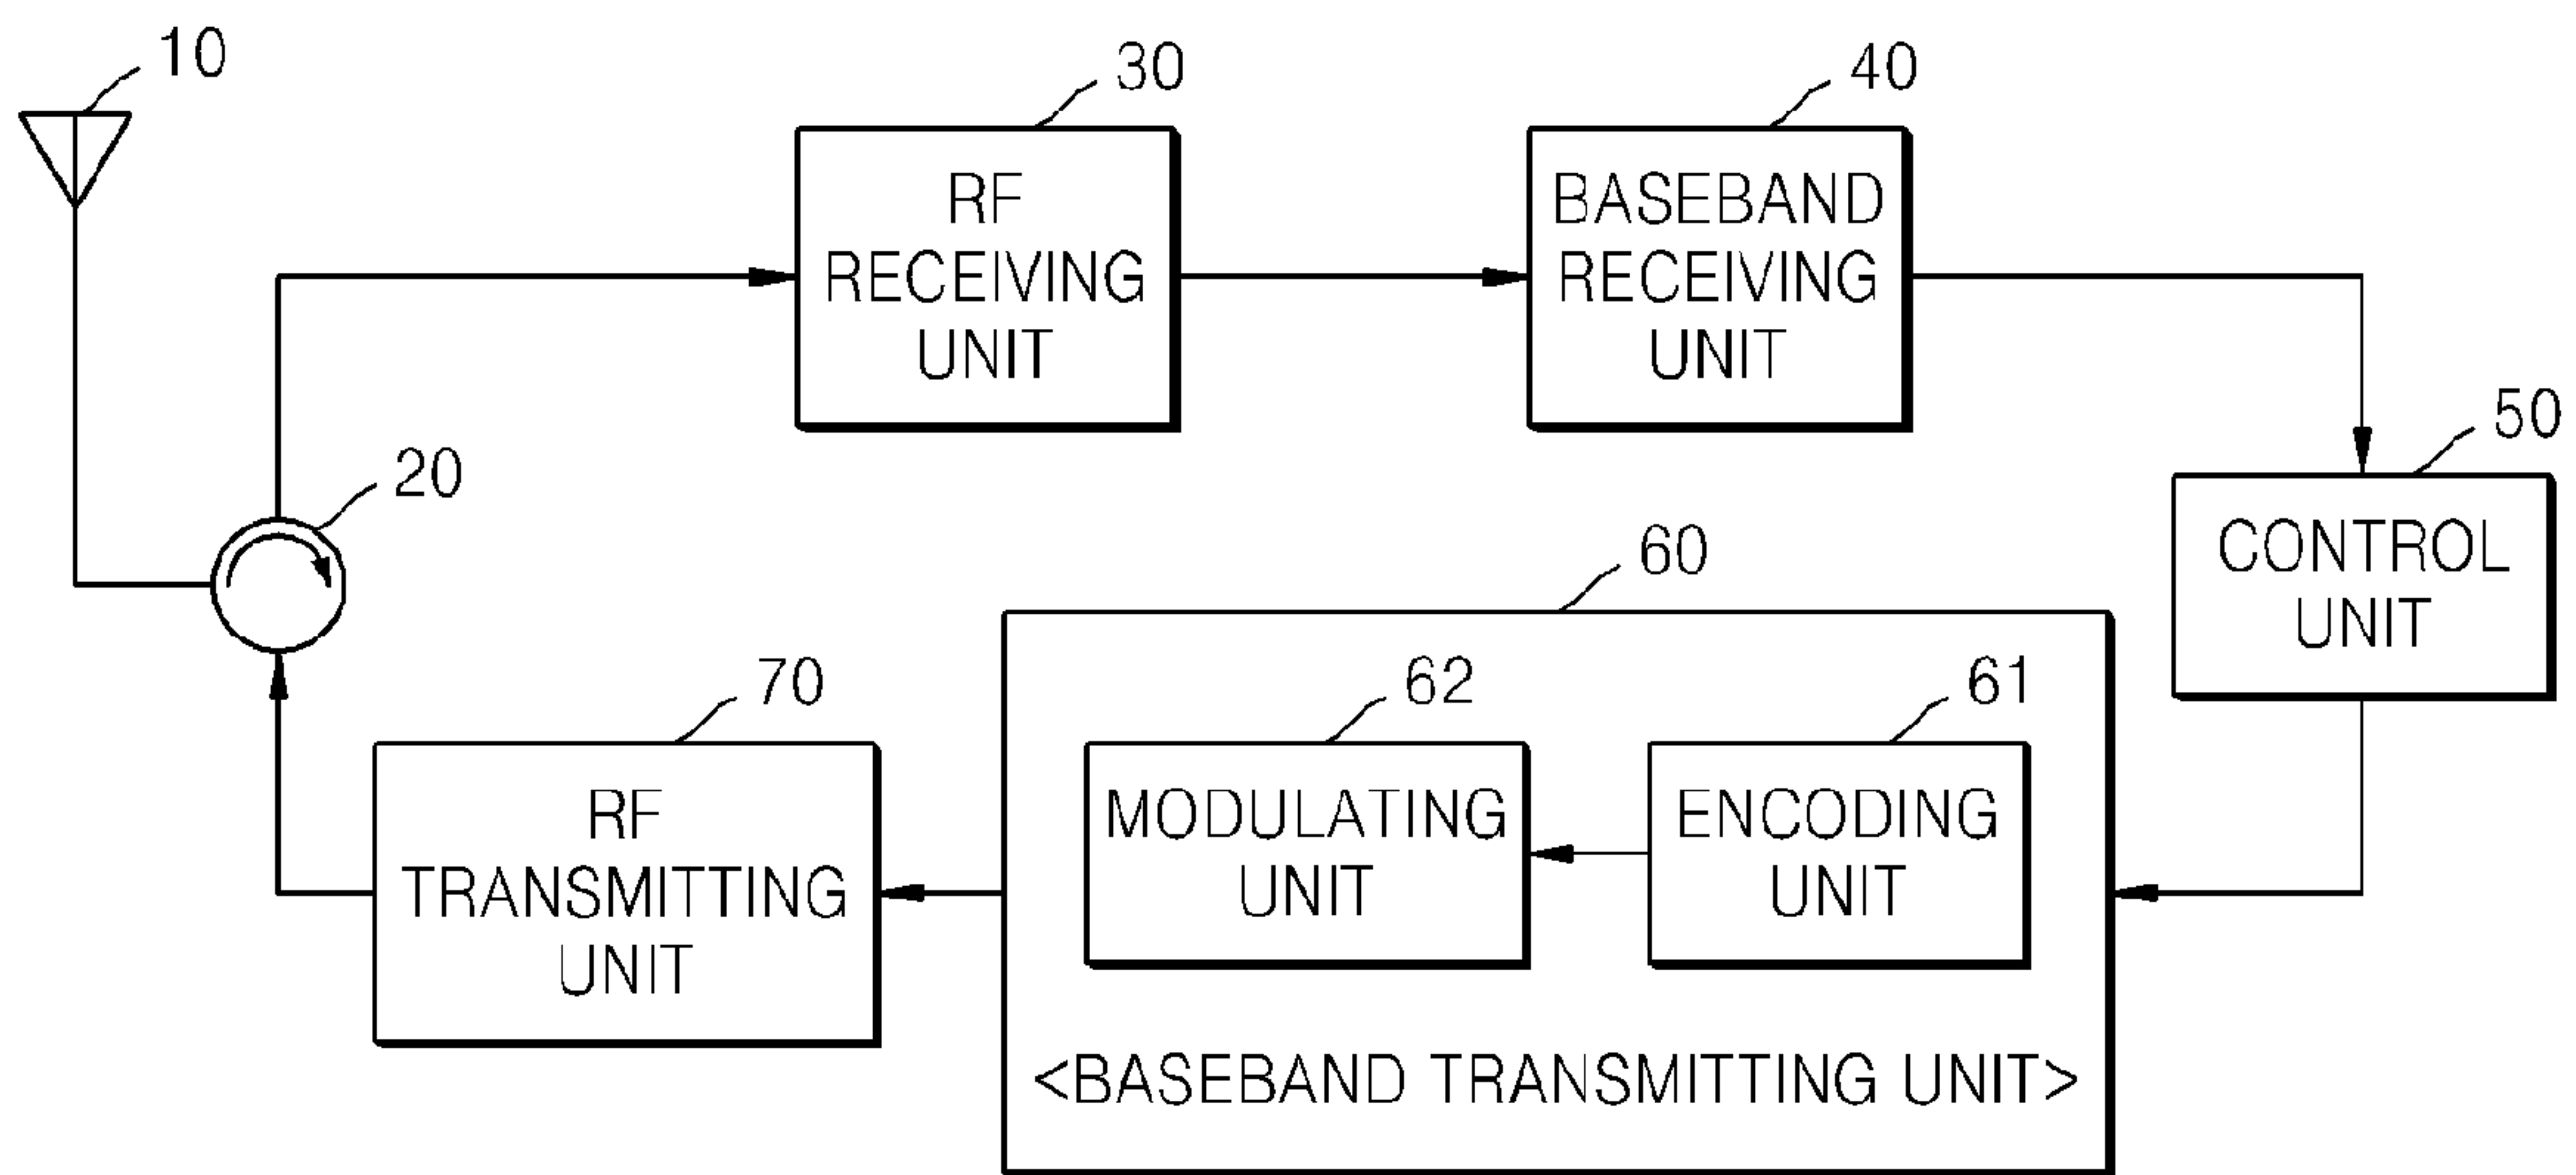 10
30
40
RF
RECEIVING
UNIT
BASEBAND
RECEIVING
UNIT
20
50
CONTROL
UNIT
60
70
62
61
RF
TRANSMITTING
UNIT
MODULATING
UNIT
ENCODING
UNIT
<BASEBAND TRANSMITTING UNIT>